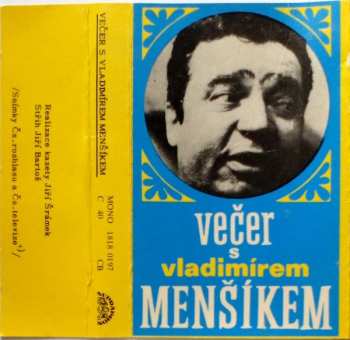 Realizace kazety Jiří Šrámek
Střih Jiří Bartoš
/Snímky Čs.rozhlasu a Čs.televize x)/
VEČER S VLADIMÍREM MENŠÍKEM
MONO 1818 0197
C 40
CB
SUPRAPHON
večer
s
vladimírem
MENŠÍKEM